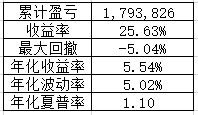 累计盈亏 1,793,826
收益率 25.63%
最大回撤 -5.04%
年化收益率 5.54%
年化波动率 5.02%
年化夏普率 1.10